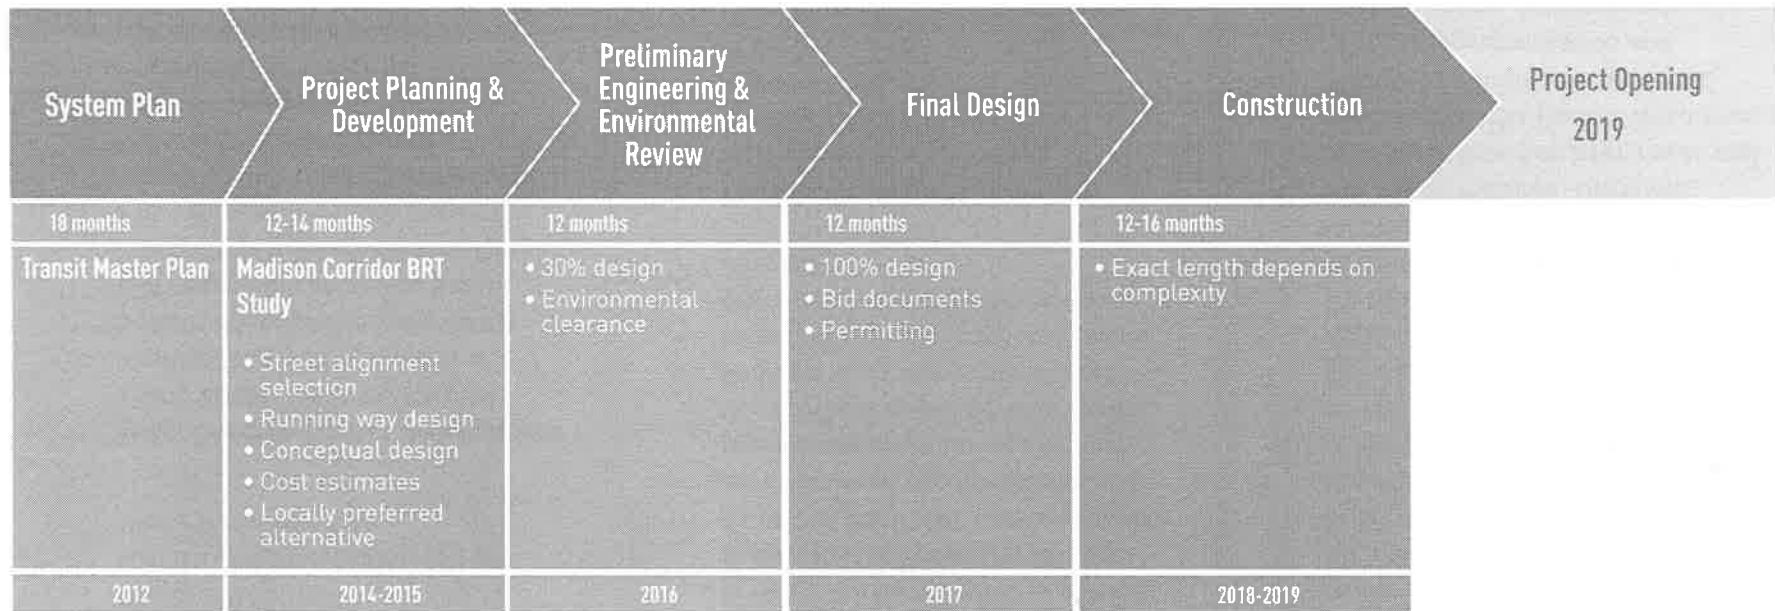 System Plan
Project Planning &
Development
Preliminary
Engineering &
Environmental
Review
Final Design
Construction
Project Opening
2019
18 months
12-14 months
12 months
12 months
12-16 months
Transit Master Plan
Madison Corridor BRT
Study
• Street alignment
selection
• Running way design
• Conceptual design
• Cost estimates
• Locally preferred
alternative
• 30% design
• Environmental
clearance
• 100% design
• Bid documents
• Permitting
• Exact length depends on
complexity
2012
2014-2015
2016
2017
2018-2019